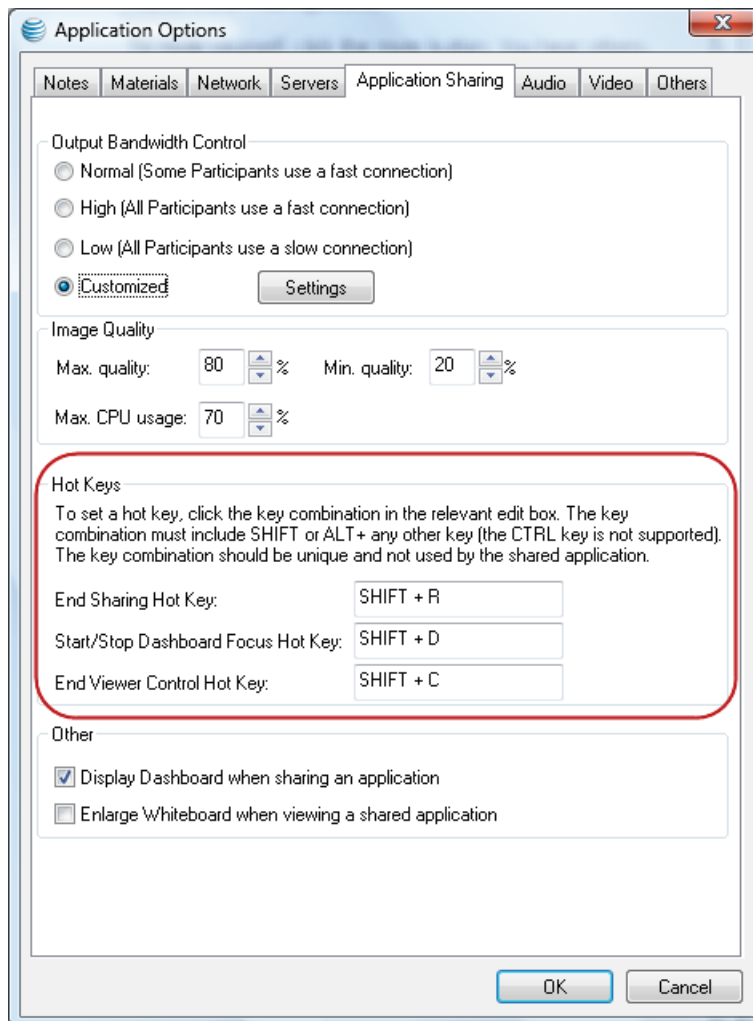 Application Options
Notes Materials Network Servers Application Sharing Audio Video Others
Output Bandwidth Control
Normal (Some Participants use a fast connection)
High (All Participants use a fast connection)
Low (All Participants use a slow connection)
Customized Settings
Image Quality
Max. quality: 80 % Min. quality: 20 %
Max. CPU usage: 70 %
Hot Keys
To set a hot key, click the key combination in the relevant edit box. The key
combination must include SHIFT or ALT+ any other key (the CTRL key is not supported).
The key combination should be unique and not used by the shared application.
End Sharing Hot Key: SHIFT + R
Start/Stop Dashboard Focus Hot Key: SHIFT + D
End Viewer Control Hot Key: SHIFT + C
Other
Display Dashboard when sharing an application
Enlarge Whiteboard when viewing a shared application
OK Cancel